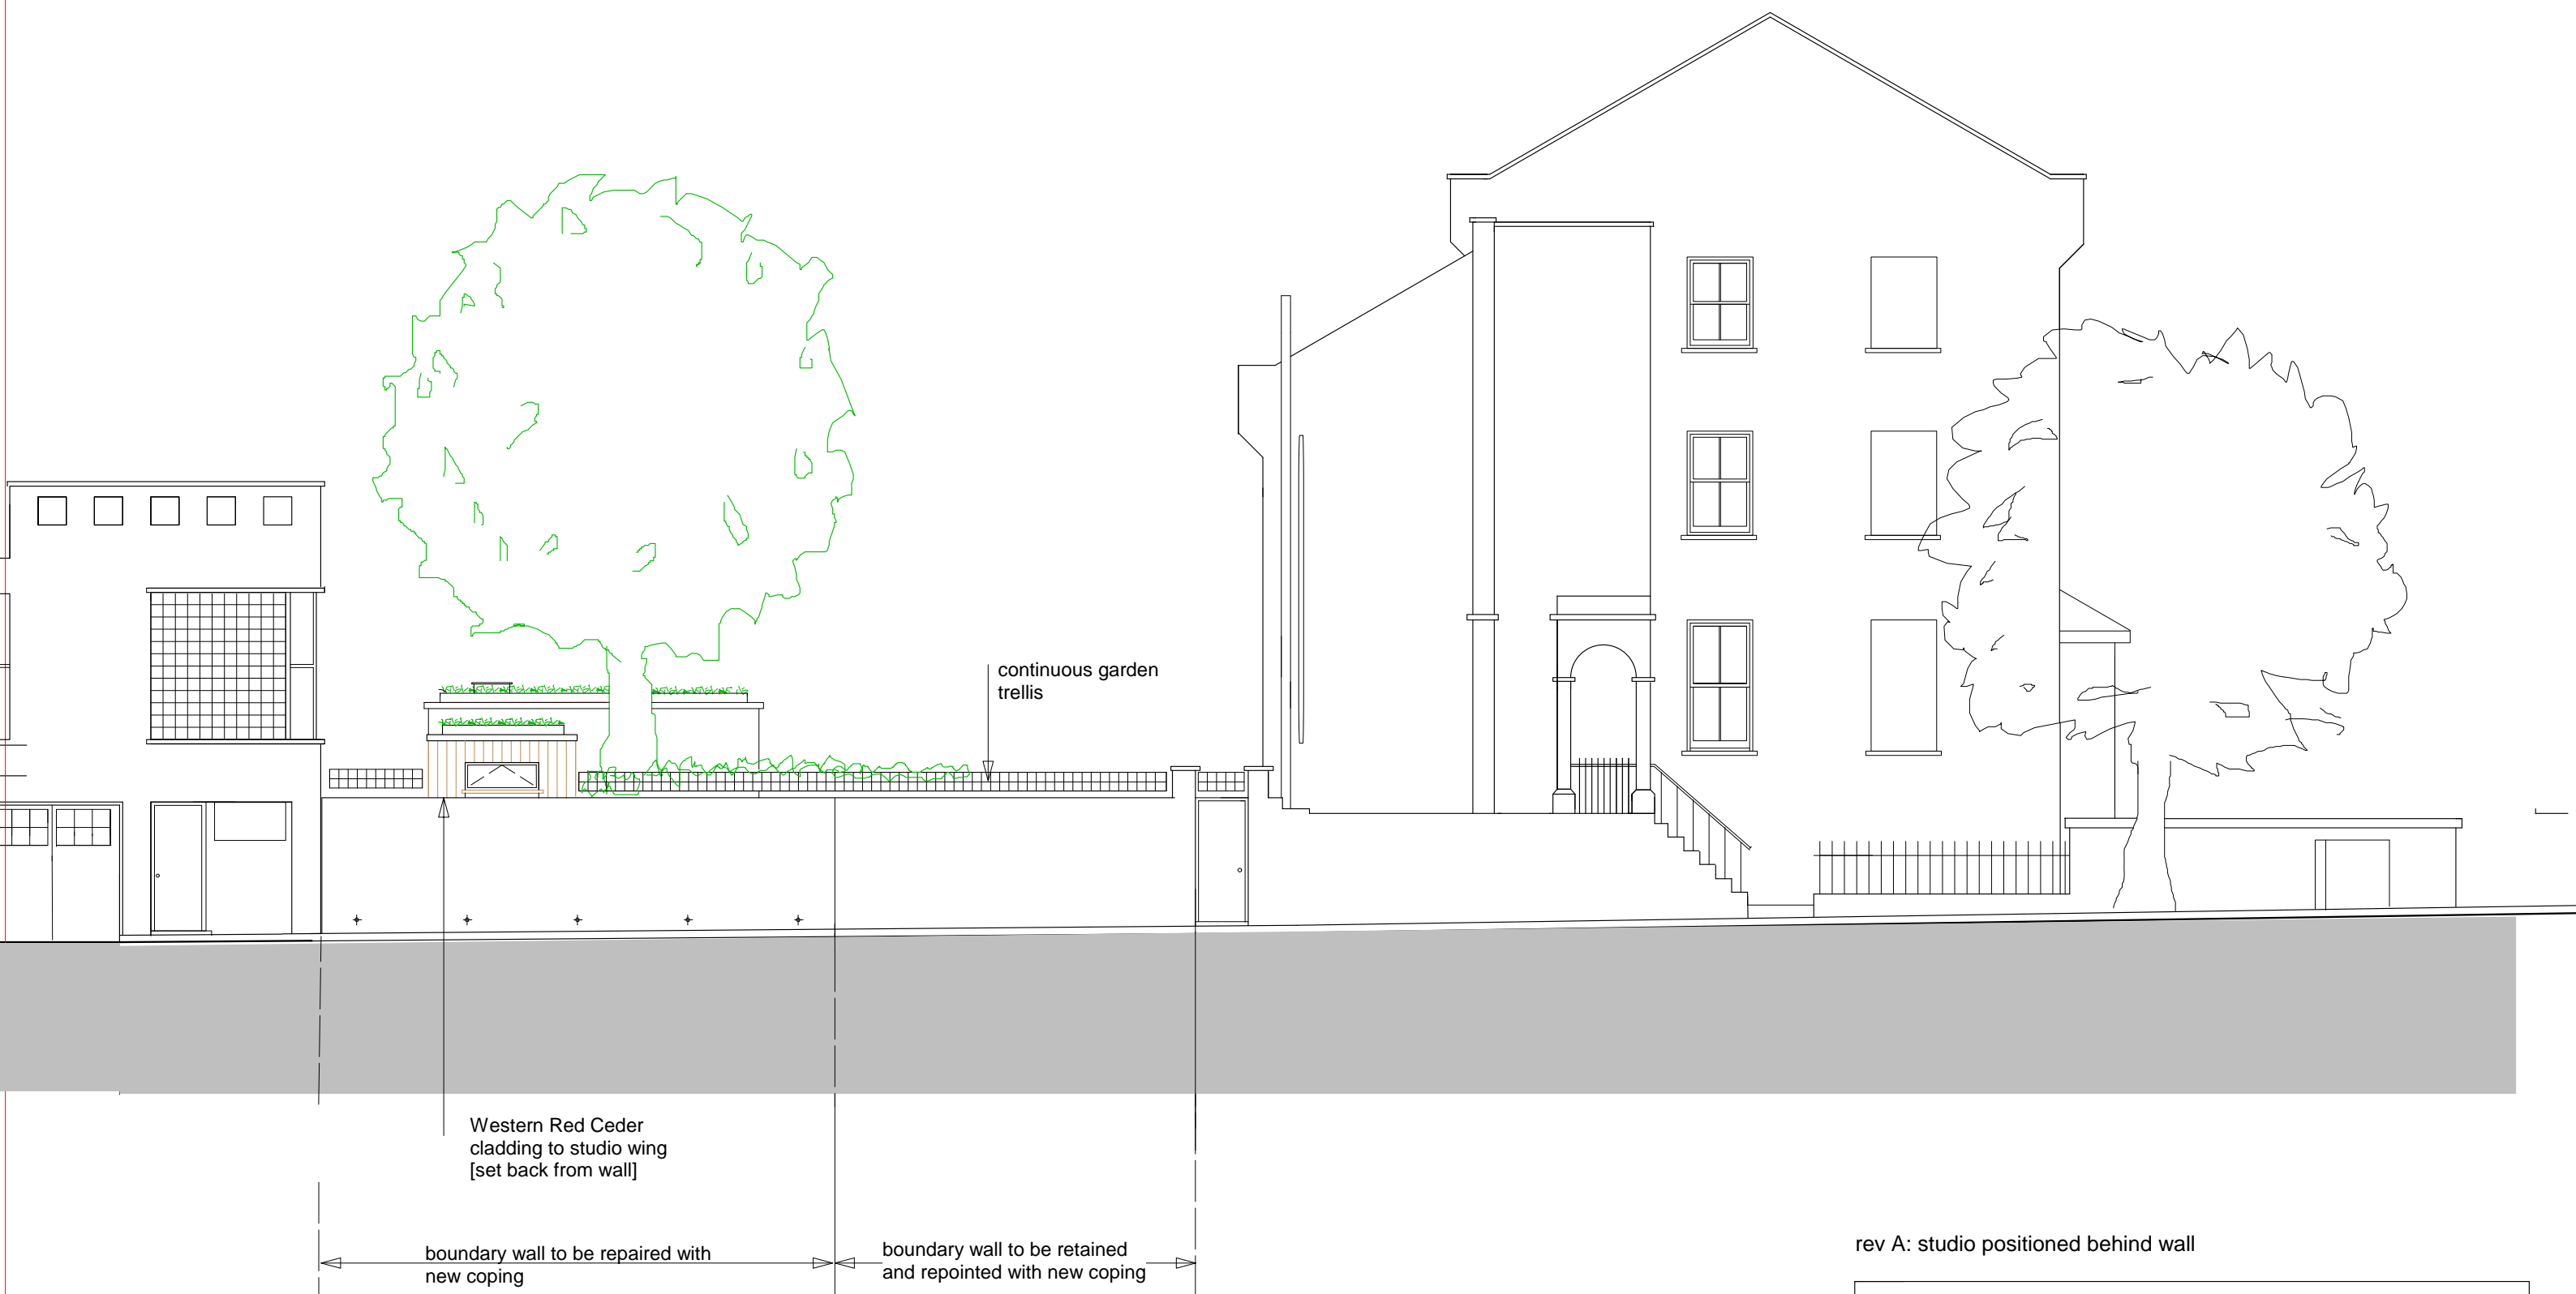 continuous garden
trellis
Western Red Ceder
cladding to studio wing
[set back from wall]
boundary wall to be repaired with
new coping
boundary wall to be retained
and repointed with new coping
rev A: studio positioned behind wall